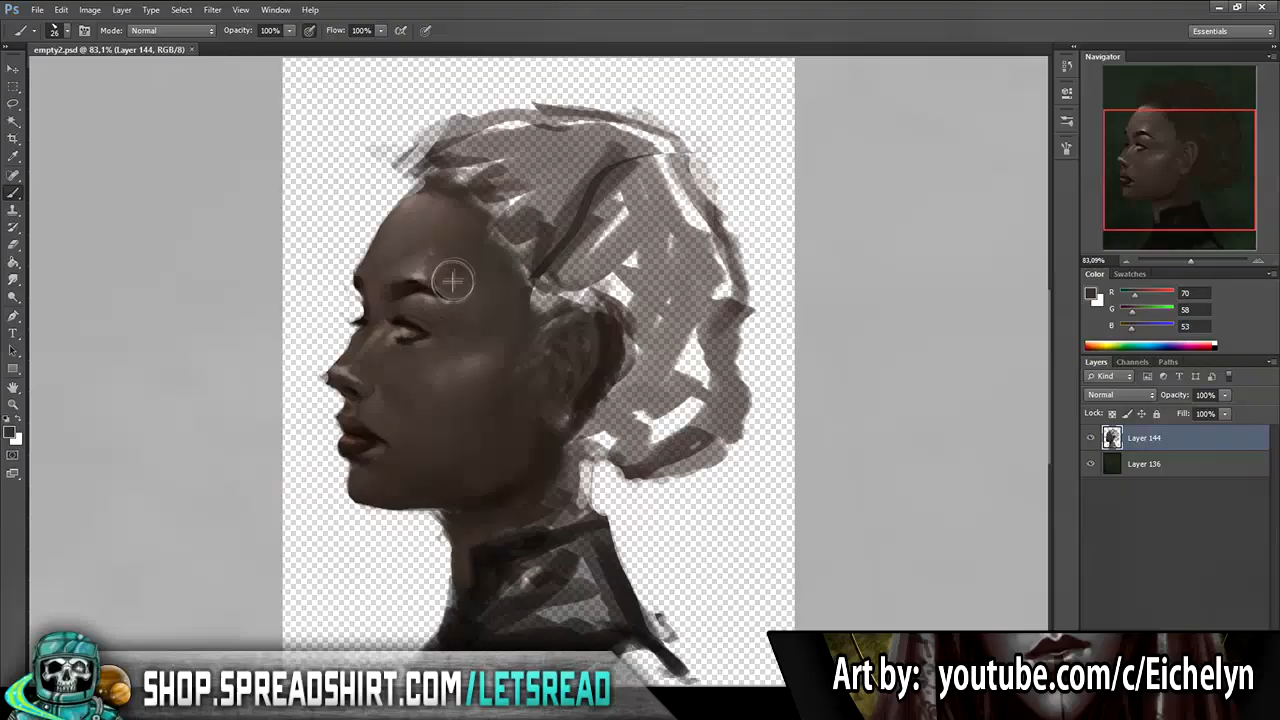 Ps File Edit Image Layer Type Select Filter View Window Help
26 Mode: Normal Opacity: 100% Flow: 100% Essentials
empty2.psd @ 83,1% (Layer 144, RGB/8) ×
Navigator
83,09%
Color Swatches
R 70
G 58
B 53
Layers Channels Paths
Kind
Normal Opacity: 100%
Lock: Fill: 100%
Layer 144
Layer 136
SHOP.SPREADSHIRT.COM/LETSREAD
Art by: youtube.com/c/Eichelyn